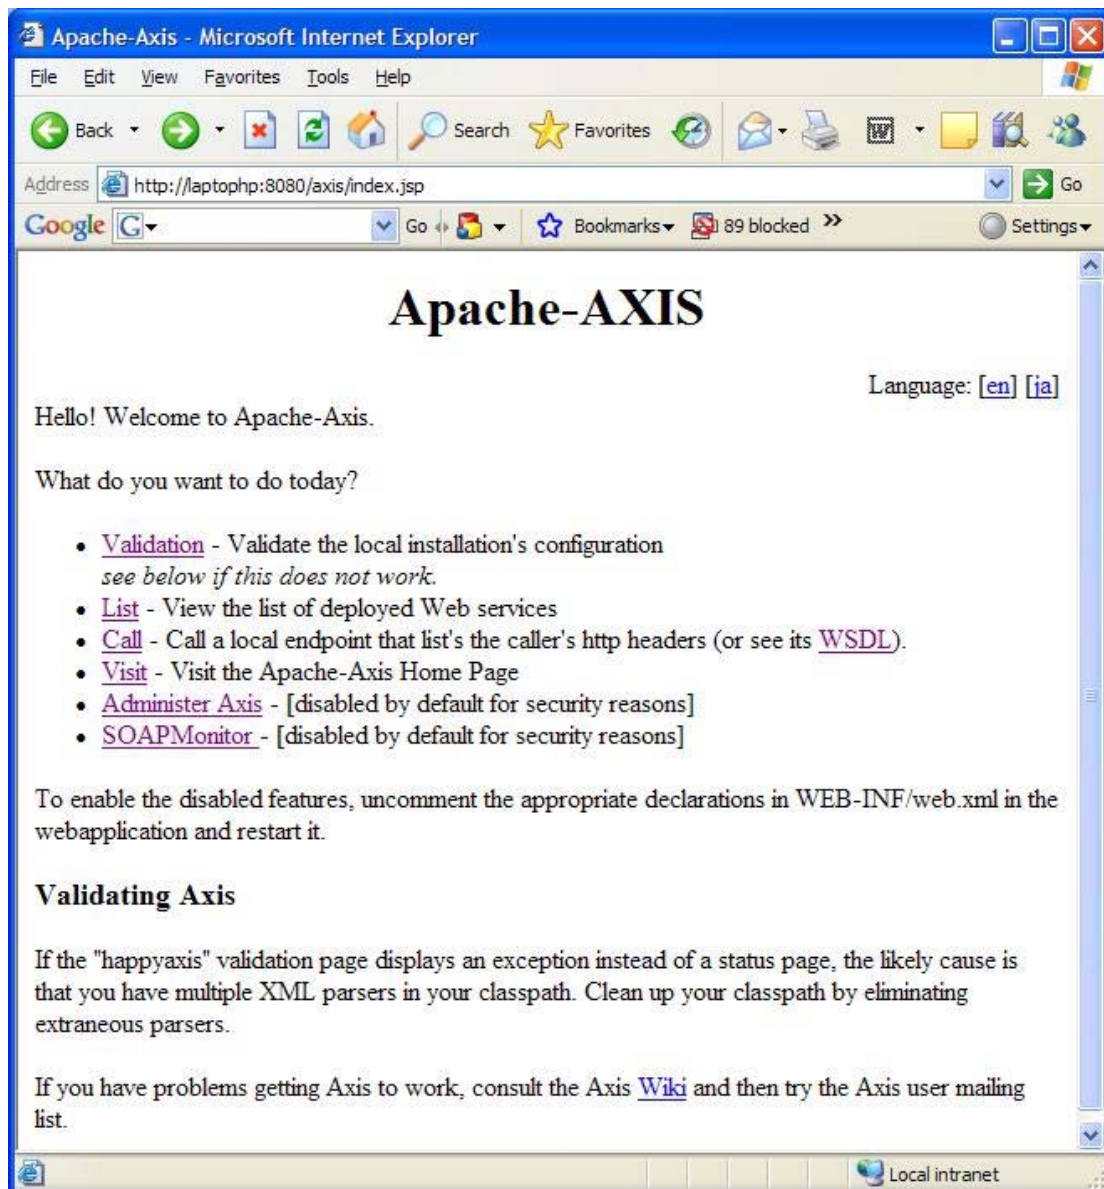 Apache-Axis - Microsoft Internet Explorer
File Edit View Favorites Tools Help
Back Search Favorites
Address http://laptophp:8080/axis/index.jsp Go
Google G Go Bookmarks 89 blocked » Settings
Apache-AXIS
Language: [en] [ja]
Hello! Welcome to Apache-Axis.
What do you want to do today?
• Validation - Validate the local installation's configuration
see below if this does not work.
• List - View the list of deployed Web services
• Call - Call a local endpoint that list's the caller's http headers (or see its WSDL).
• Visit - Visit the Apache-Axis Home Page
• Administer Axis - [disabled by default for security reasons]
• SOAPMonitor - [disabled by default for security reasons]
To enable the disabled features, uncomment the appropriate declarations in WEB-INF/web.xml in the
webapplication and restart it.
Validating Axis
If the "happyaxis" validation page displays an exception instead of a status page, the likely cause is
that you have multiple XML parsers in your classpath. Clean up your classpath by eliminating
extraneous parsers.
If you have problems getting Axis to work, consult the Axis Wiki and then try the Axis user mailing
list.
Local intranet